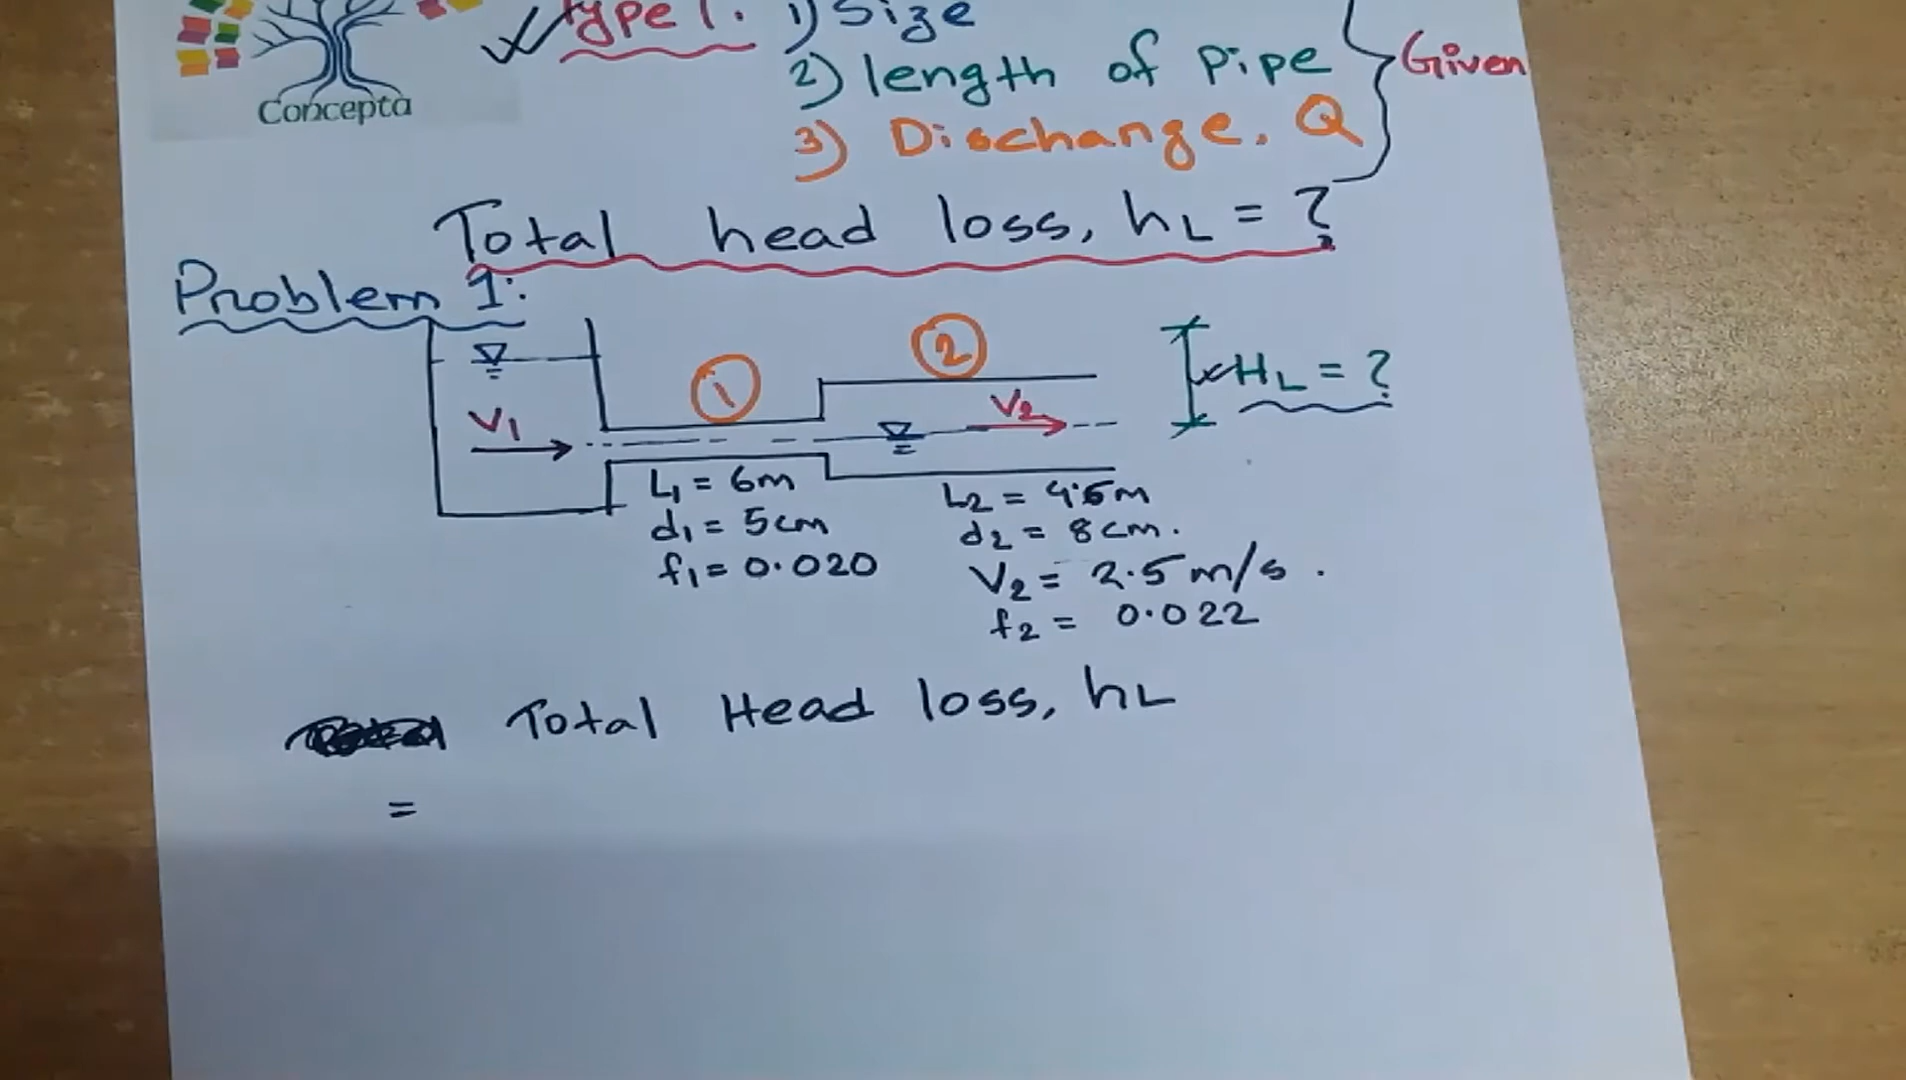 Type 1. 1) Size
2) length of pipe
3) Dischange. Q
Given
Concepta
Total head loss, hL = ?
Problem 1:
1
2
HL = ?
V1
V2
L1 = 6m
d1 = 5cm
f1 = 0.020
L2 = 4.5m
d2 = 8cm.
V2 = 2.5 m/s.
f2 = 0.022
Total Head loss, hL
=